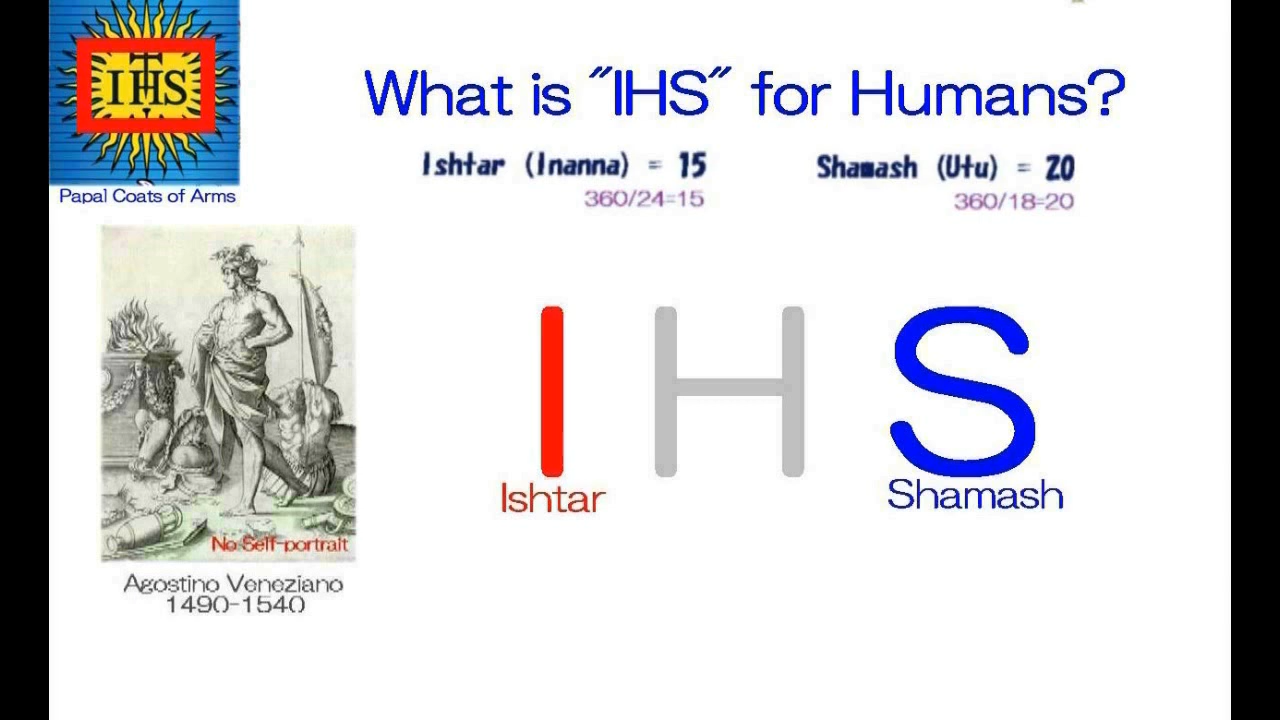 IHS
Papal Coats of Arms
What is "IHS" for Humans?
Ishtar (Inanna) = 15
360/24=15
Shamash (Utu) = 20
360/18=20
I H S
Ishtar
Shamash
No Self-portrait
Agostino Veneziano
1490-1540